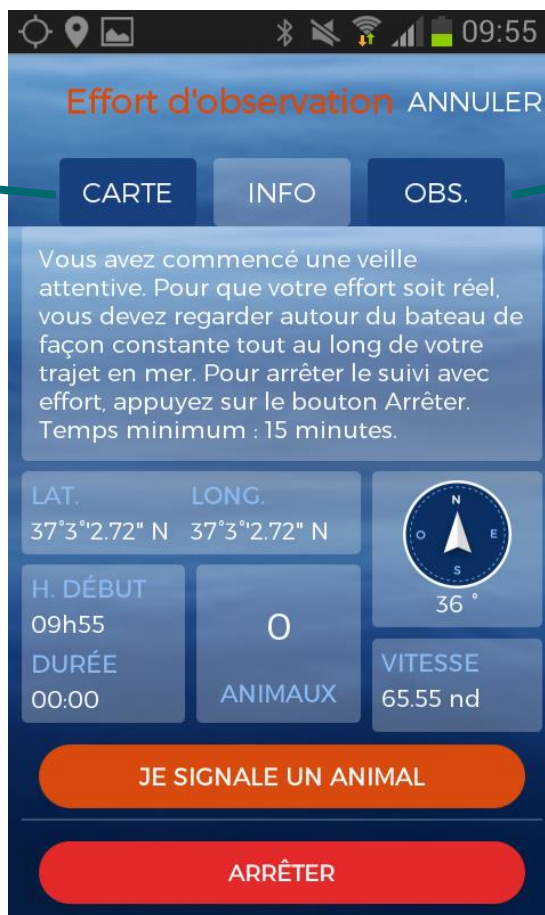 09:55
Effort d'observation ANNULER
CARTE INFO OBS.
Vous avez commencé une veille
attentive. Pour que votre effort soit réel,
vous devez regarder autour du bateau de
façon constante tout au long de votre
trajet en mer. Pour arrêter le suivi avec
effort, appuyez sur le bouton Arrêter.
Temps minimum : 15 minutes.
LAT. LONG.
37°3°'2.72" N 37°3°'2.72" N
N
O E
S
36 °
H. DÉBUT
09h55
DURÉE
00:00
0
ANIMAUX
VITESSE
65.55 nd
JE SIGNALE UN ANIMAL
ARRÊTER